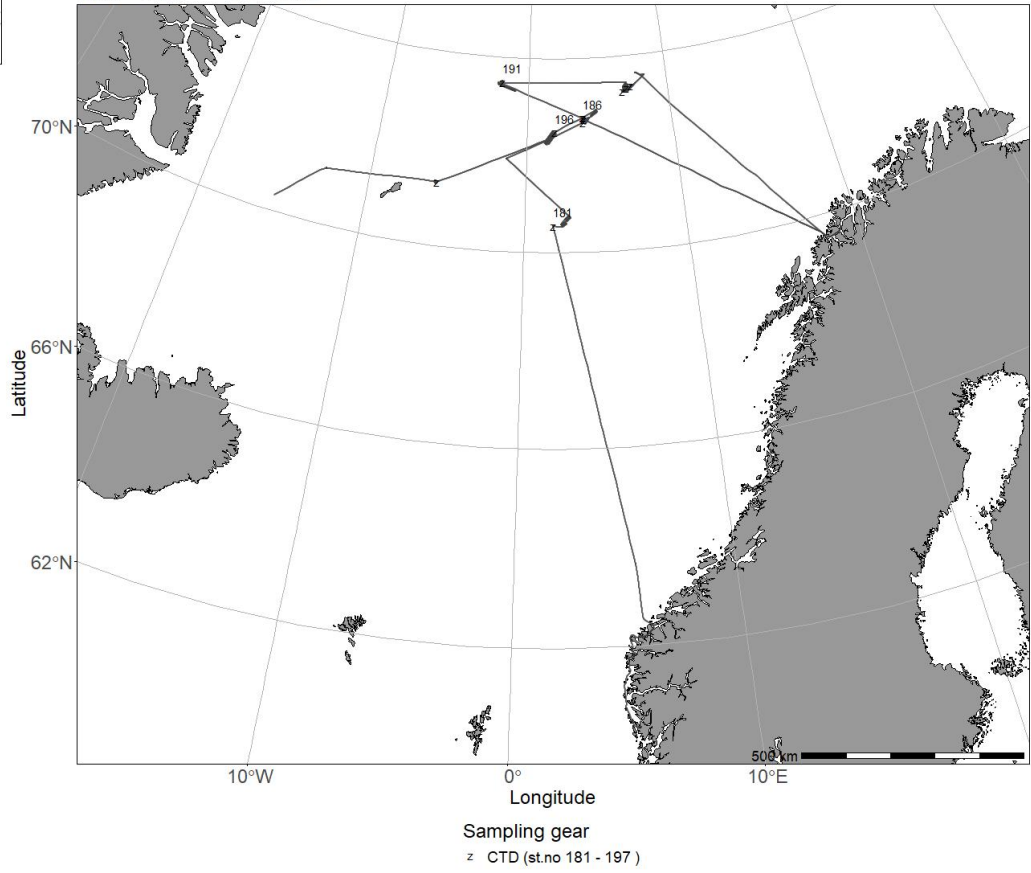 191
70°N
186
196
z
z
181
z
66°N
Latitude
62°N
500 km
10°W
0°
10°E
Longitude
Sampling gear
z CTD (st.no 181 - 197 )